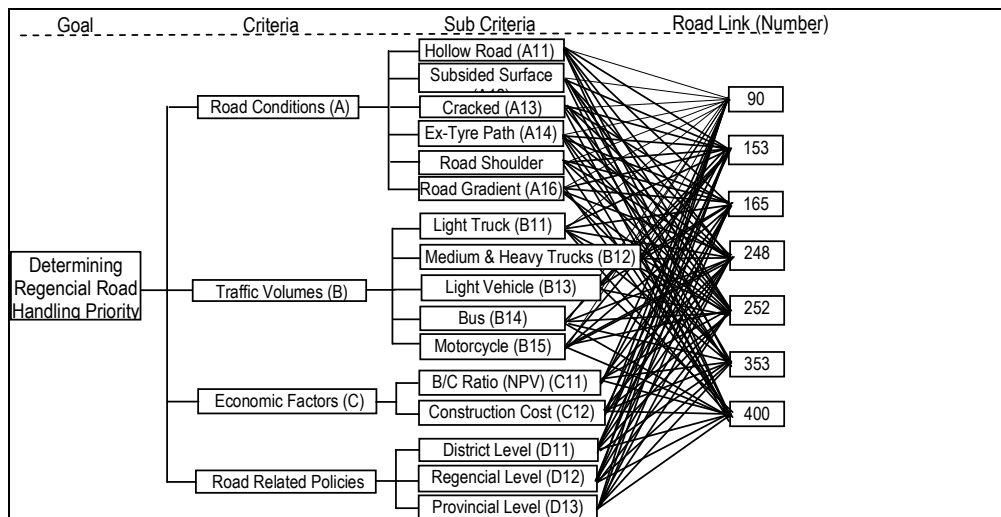 Goal Criteria Sub Criteria Road Link (Number)
Hollow Road (A11)
Subsided Surface
Cracked (A13)
Ex-Tyre Path (A14)
Road Shoulder
Road Gradient (A16)
Road Conditions (A)
Light Truck (B11)
Medium & Heavy Trucks (B12)
Light Vehicle (B13)
Bus (B14)
Motorcycle (B15)
Traffic Volumes (B)
Determining
Regencial Road
Handling Priority
B/C Ratio (NPV) (C11)
Construction Cost (C12)
Economic Factors (C)
District Level (D11)
Regencial Level (D12)
Provincial Level (D13)
Road Related Policies
90
153
165
248
252
353
400